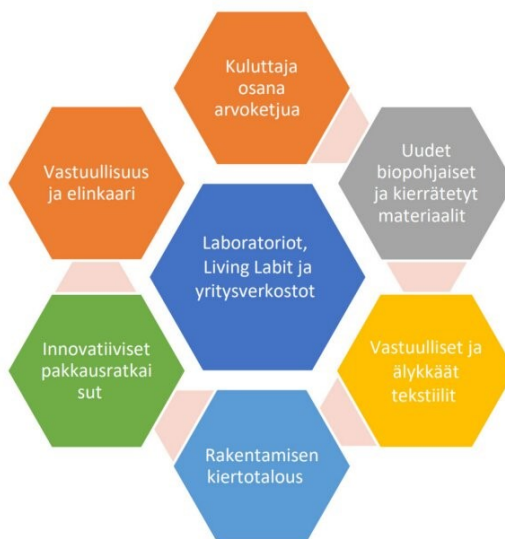 Kuluttaja
osana
arvoketjua
Uudet
biopohjaiset
ja kierrätetyt
materiaalit
Vastuullisuus
ja elinkaari
Laboratoriot,
Living Labit ja
yritysverkostot
Innovatiiviset
pakkausratkai
sut
Vastuulliset ja
älykkäät
tekstiilit
Rakentamisen
kiertotalous